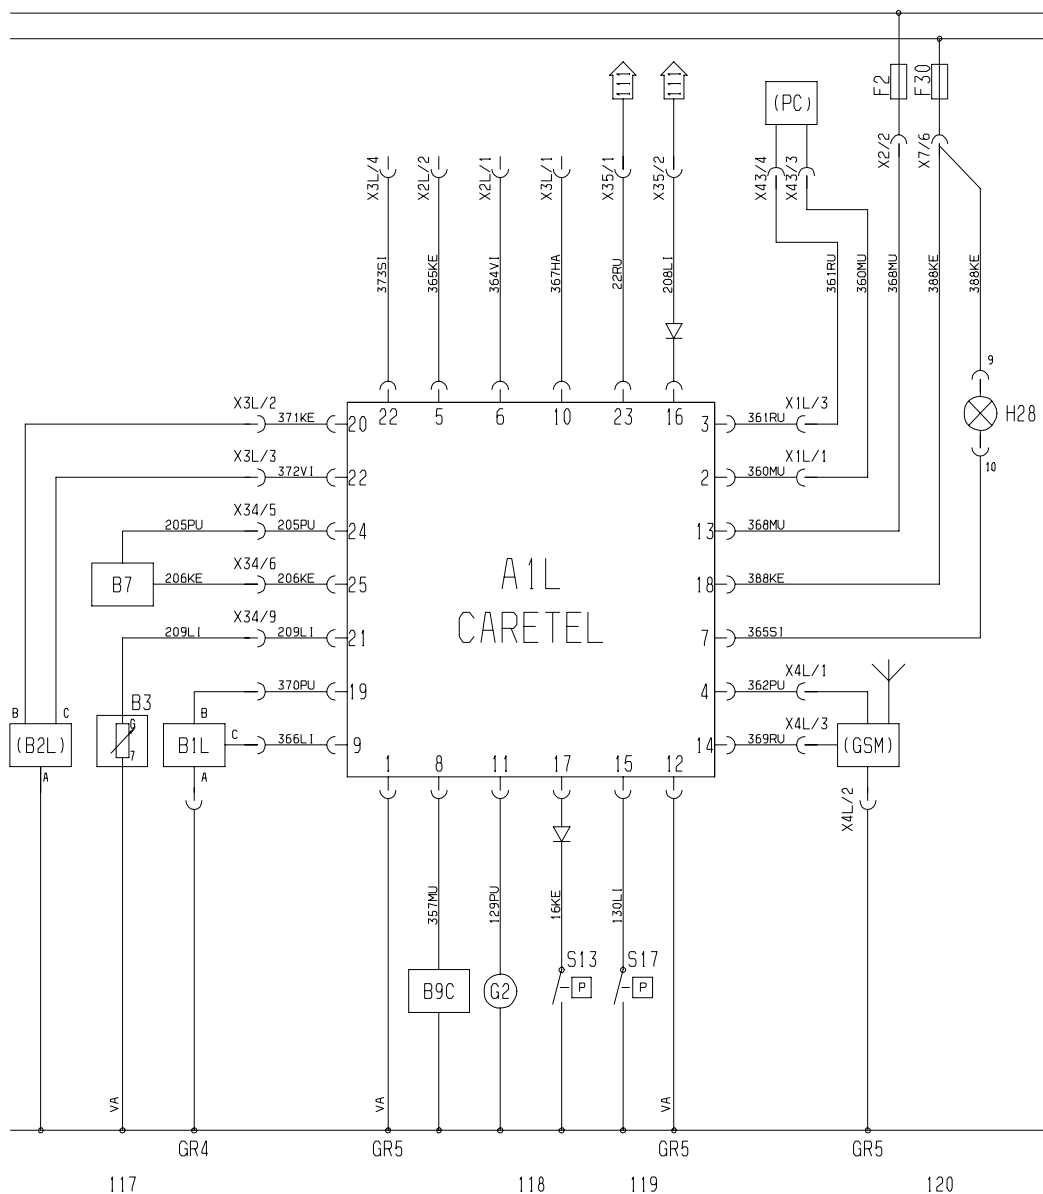 111
111
(PC)
F2
F30
X3L/4
X2L/2
X2L/1
X3L/1
X35/1
X35/2
X43/4
X43/3
X2/2
X7/6
373SI
365KE
364VI
367HA
22RU
208LI
361RU
360MU
368MU
388KE
388KE
9
H28
10
X3L/2
371KE
20
22
5
6
10
23
16
3
361RU
X1L/3
X3L/3
372VI
22
2
360MU
X1L/1
205PU
X34/5
205PU
24
13
368MU
B7
206KE
X34/6
206KE
25
18
388KE
A1L
CARETEL
209LI
X34/9
209LI
21
7
365SI
370PU
19
4
362PU
X4L/1
B
C
(B2L)
A
B3
G
7
B
B1L
C
A
366LI
9
14
369RU
X4L/3
(GSM)
X4L/2
1
8
11
17
15
12
357MU
129PU
16KE
130LI
B9C
G2
S13
P
S17
P
VA
VA
VA
GR4
GR5
GR5
GR5
117
118
119
120